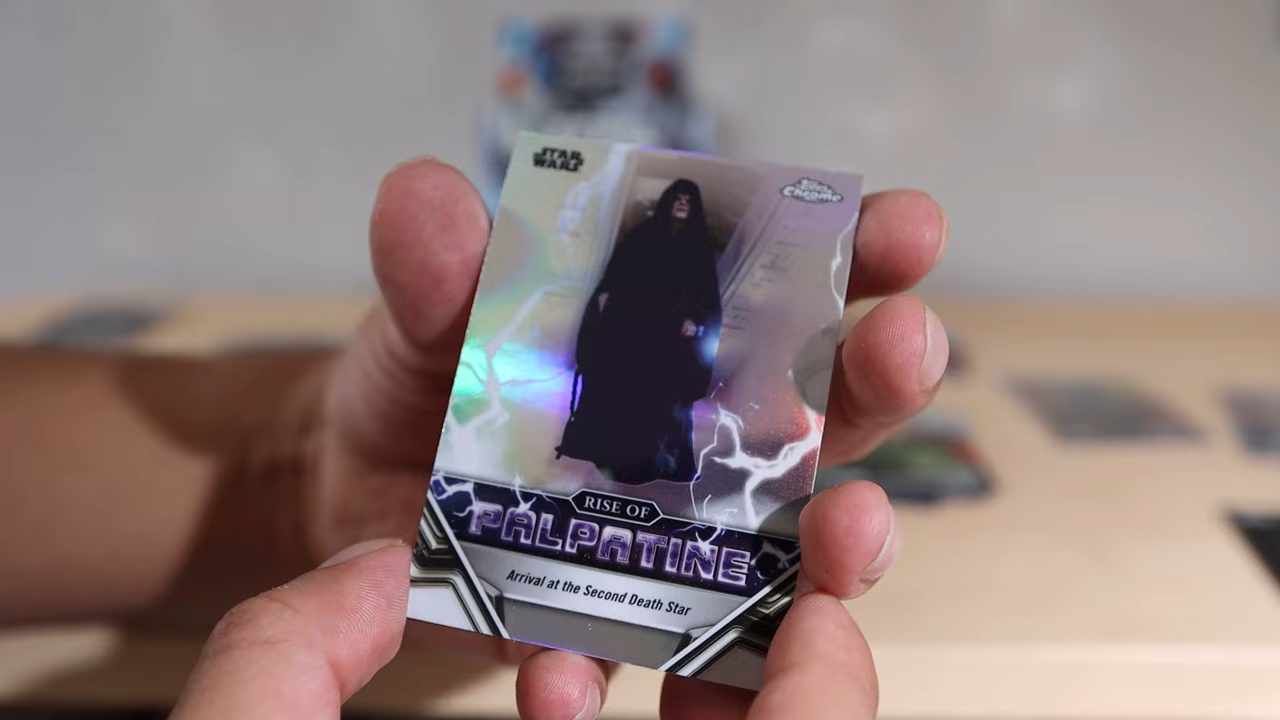 STAR
WARS
Topps
Chrome
RISE OF
PALPATINE
Arrival at the Second Death Star